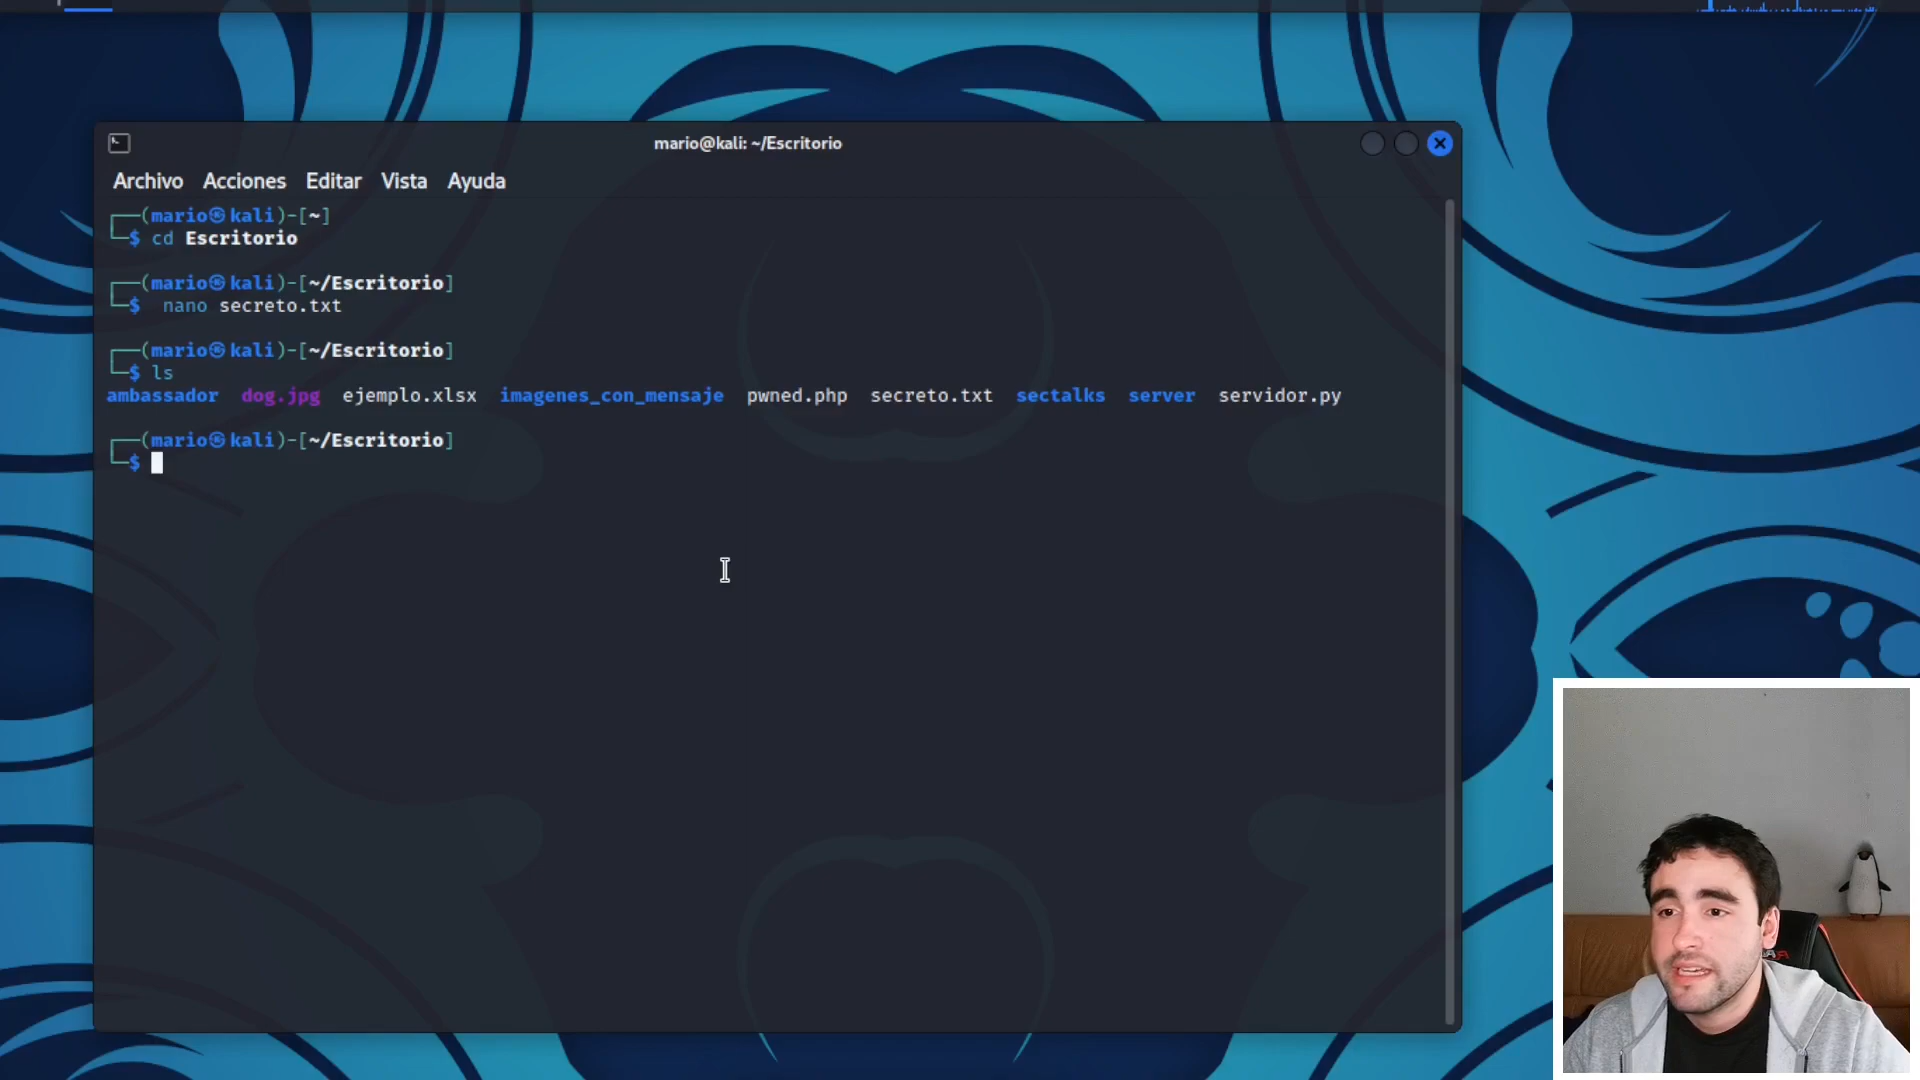 mario@kali: ~/Escritorio
Archivo Acciones Editar Vista Ayuda
┌──(mario㉿kali)-[~]
└─$ cd Escritorio
┌──(mario㉿kali)-[~/Escritorio]
└─$  nano secreto.txt
┌──(mario㉿kali)-[~/Escritorio]
└─$ ls
ambassador dog.jpg ejemplo.xlsx imagenes_con_mensaje pwned.php secreto.txt sectalks server servidor.py
┌──(mario㉿kali)-[~/Escritorio]
└─$